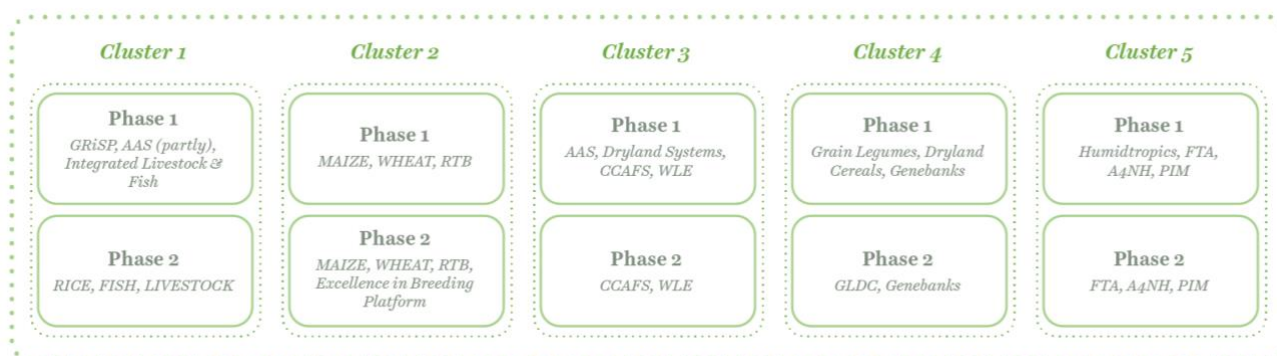 Cluster 1
Phase 1
GRiSP, AAS (partly),
Integrated Livestock &
Fish
Phase 2
RICE, FISH, LIVESTOCK
Cluster 2
Phase 1
MAIZE, WHEAT, RTB
Phase 2
MAIZE, WHEAT, RTB,
Excellence in Breeding
Platform
Cluster 3
Phase 1
AAS, Dryland Systems,
CCAFS, WLE
Phase 2
CCAFS, WLE
Cluster 4
Phase 1
Grain Legumes, Dryland
Cereals, Genebanks
Phase 2
GLDC, Genebanks
Cluster 5
Phase 1
Humidtropics, FTA,
A4NH, PIM
Phase 2
FTA, A4NH, PIM